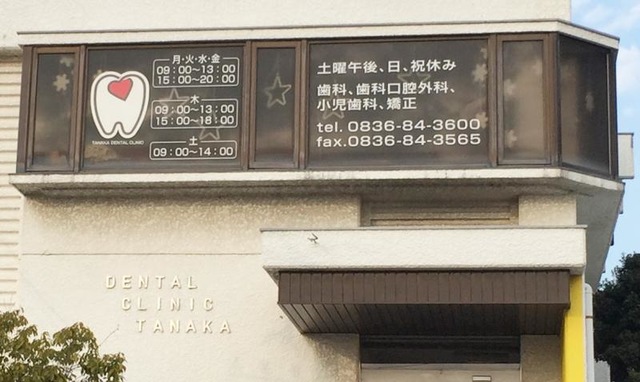 月・火・水・金
09：00〜13：00
15：00〜20：00
木
09：00〜13：00
15：00〜18：00
土
09：00〜14：00
TANAKA DENTAL CLINIC
土曜午後、日、祝休み
歯科、歯科口腔外科、
小児歯科、矯正
tel. 0836-84-3600
fax. 0836-84-3565
DENTAL
CLINIC
TANAKA